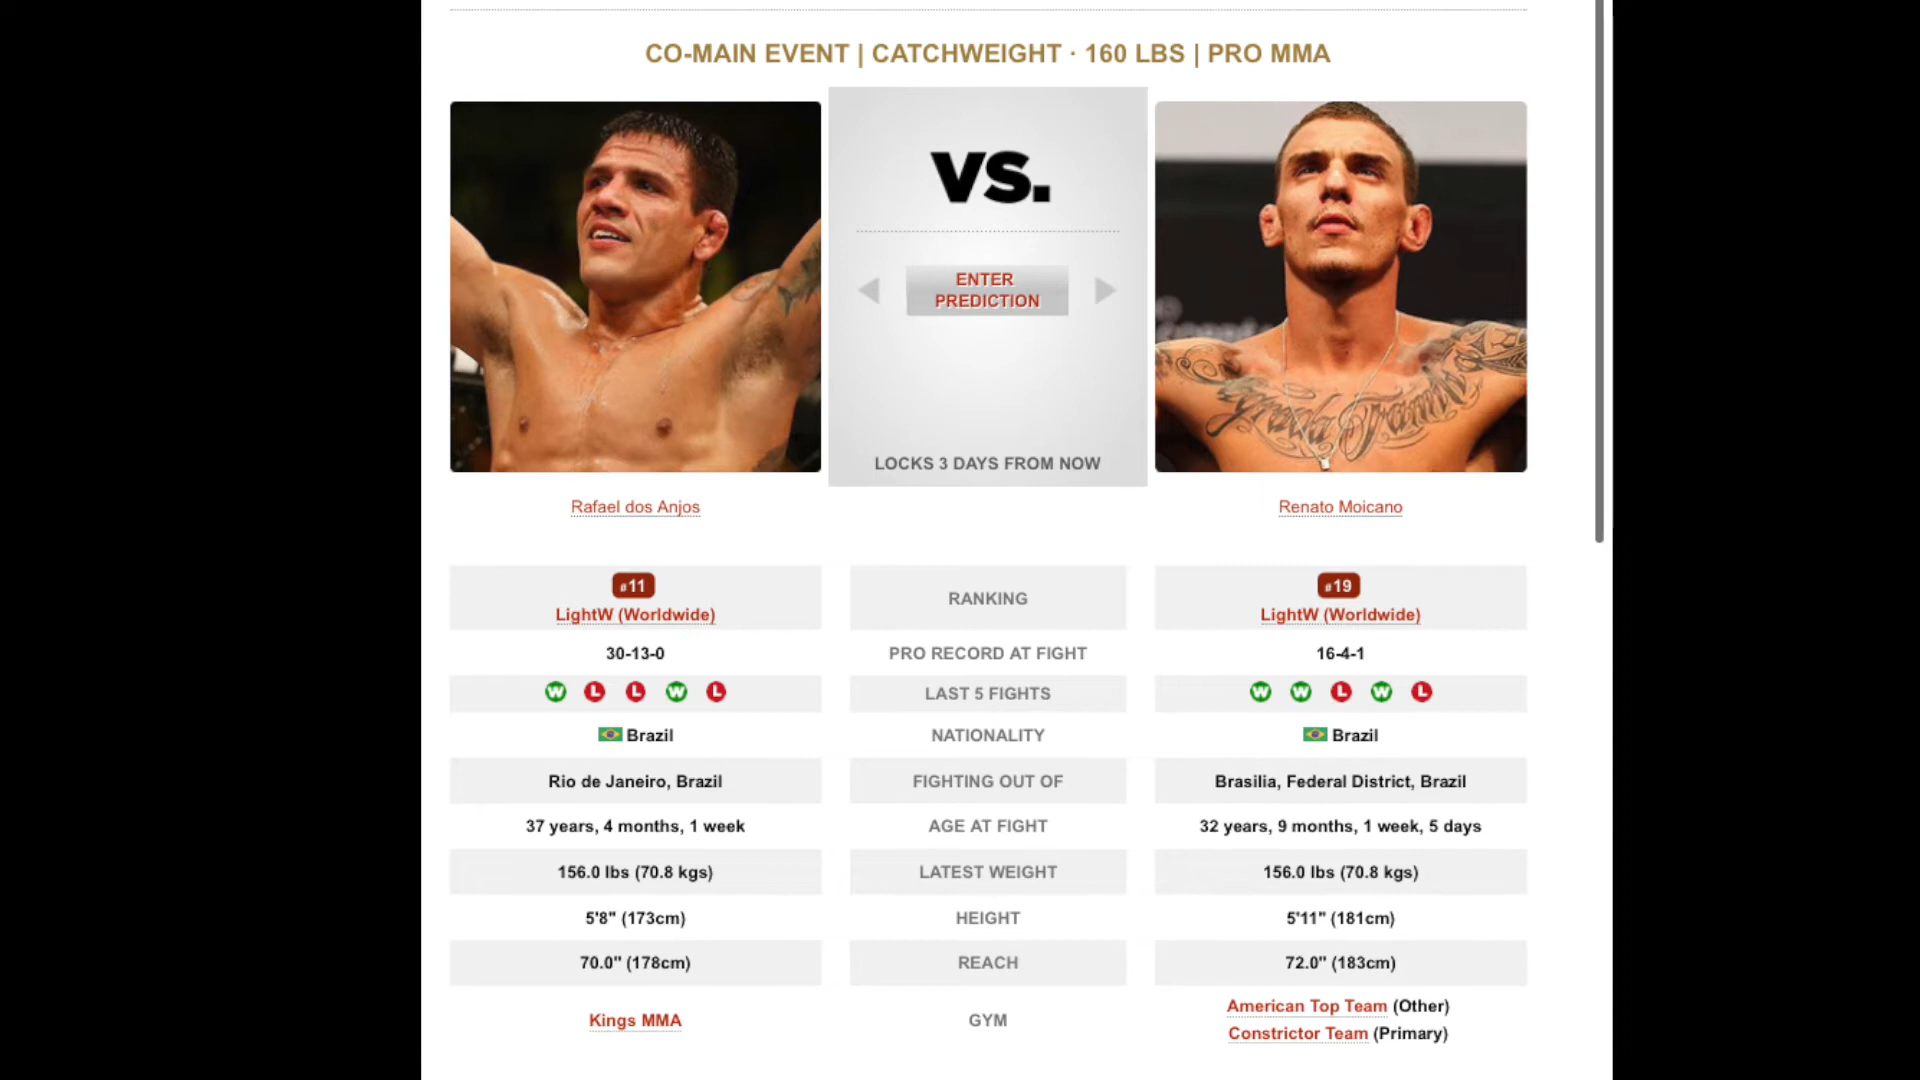 CO-MAIN EVENT | CATCHWEIGHT · 160 LBS | PRO MMA
VS.
ENTER
PREDICTION
LOCKS 3 DAYS FROM NOW
Rafael dos Anjos
Renato Moicano
#11
LightW (Worldwide)
RANKING
#19
LightW (Worldwide)
30-13-0
PRO RECORD AT FIGHT
16-4-1
W L L W L
LAST 5 FIGHTS
W W L W L
Brazil
NATIONALITY
Brazil
Rio de Janeiro, Brazil
FIGHTING OUT OF
Brasilia, Federal District, Brazil
37 years, 4 months, 1 week
AGE AT FIGHT
32 years, 9 months, 1 week, 5 days
156.0 lbs (70.8 kgs)
LATEST WEIGHT
156.0 lbs (70.8 kgs)
5'8" (173cm)
HEIGHT
5'11" (181cm)
70.0" (178cm)
REACH
72.0" (183cm)
Kings MMA
GYM
American Top Team (Other)
Constrictor Team (Primary)